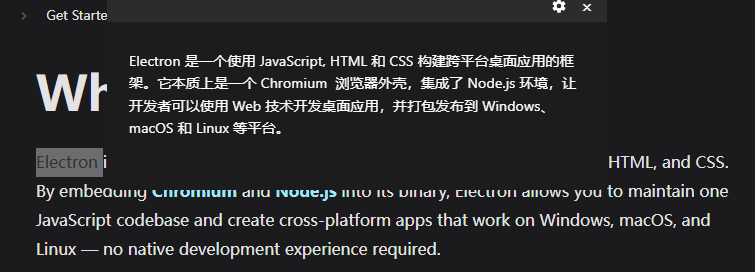 Get Starte
Electron 是一个使用 JavaScript, HTML 和 CSS 构建跨平台桌面应用的框
架。它本质上是一个 Chromium 浏览器外壳，集成了 Node.js 环境，让
开发者可以使用 Web 技术开发桌面应用，并打包发布到 Windows、
macOS 和 Linux 等平台。
Wh
Electron i HTML, and CSS.
By embedding Chromium and Node.js into its binary, Electron allows you to maintain one
JavaScript codebase and create cross-platform apps that work on Windows, macOS, and
Linux — no native development experience required.